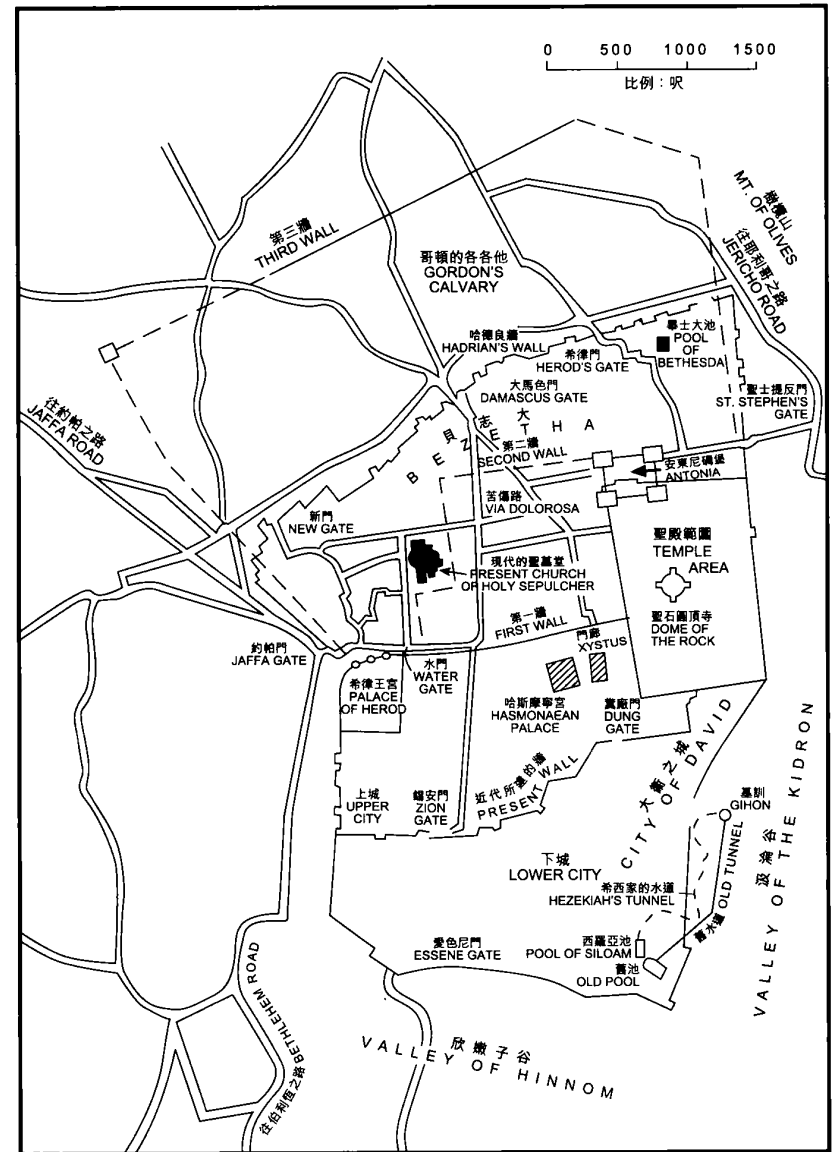 0 500 1000 1500
比例：呎
橄欖山
MT. OF OLIVES
往耶利哥之路
JERICHO ROAD
第三牆
THIRD WALL
哥頓的各各他
GORDON'S
CALVARY
哈德良牆
HADRIAN'S WALL
希律門
HEROD'S GATE
畢士大池
POOL
OF
BETHESDA
大馬色門
DAMASCUS GATE
聖士提反門
ST. STEPHEN'S
GATE
往約帕之路
JAFFA ROAD
貝志大
BEZETHA
第二牆
SECOND WALL
安東尼碉堡
ANTONIA
苦傷路
VIA DOLOROSA
新門
NEW GATE
聖殿範圍
TEMPLE
AREA
現代的聖墓堂
PRESENT CHURCH
OF HOLY SEPULCHER
聖石圓頂寺
DOME OF
THE ROCK
第一牆
FIRST WALL
門廊
XYSTUS
約帕門
JAFFA GATE
水門
WATER
GATE
希律王宮
PALACE
OF HEROD
哈斯摩寧宮
HASMONAEAN
PALACE
糞廠門
DUNG
GATE
近代所建的牆
PRESENT WALL
大衛之城
CITY OF DAVID
上城
UPPER
CITY
錫安門
ZION
GATE
基訓
GIHON
下城
LOWER CITY
汲淪谷
VALLEY OF THE KIDRON
希西家的水道
HEZEKIAH'S TUNNEL
舊水道 OLD TUNNEL
愛色尼門
ESSENE GATE
西羅亞池
POOL OF SILOAM
舊池
OLD POOL
往伯利恆之路 BETHLEHEM ROAD
欣嫩子谷
VALLEY OF HINNOM